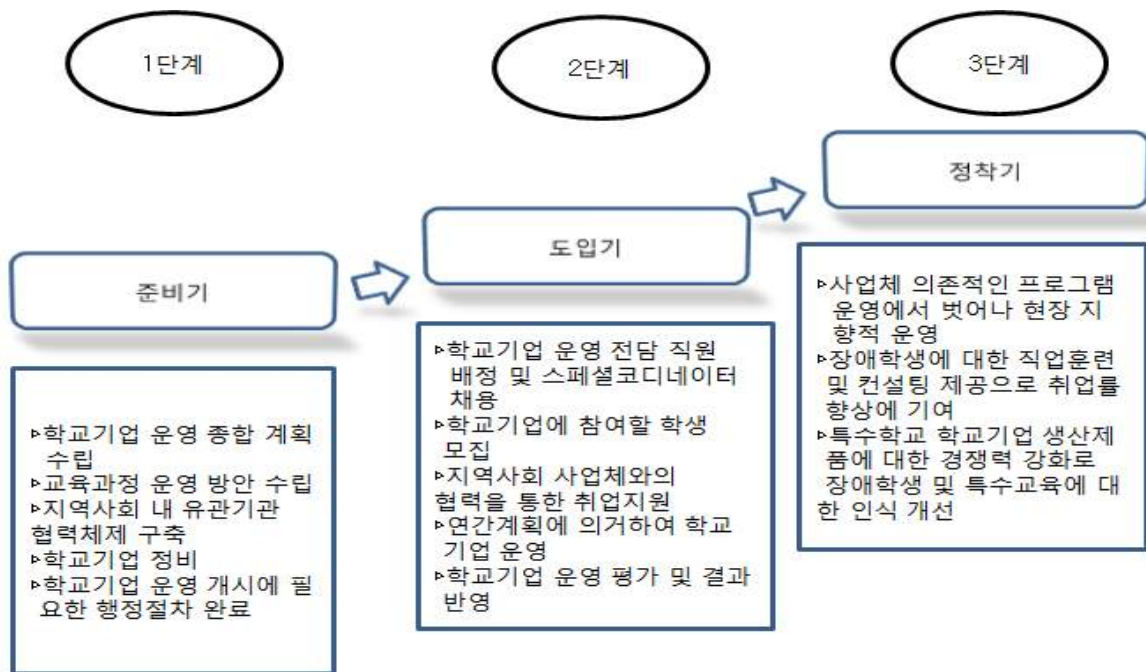 1단계
준비기
▹학교기업 운영 종합 계획
수립
▹교육과정 운영 방안 수립
▹지역사회 내 유관기관
협력체제 구축
▹학교기업 정비
▹학교기업 운영 개시에 필
요한 행정절차 완료
2단계
도입기
▹학교기업 운영 전담 직원
배정 및 스페셜코디네이터
채용
▹학교기업에 참여할 학생
모집
▹지역사회 사업체와의
협력을 통한 취업지원
▹연간계획에 의거하여 학교
기업 운영
▹학교기업 운영 평가 및 결과
반영
3단계
정착기
▹사업체 의존적인 프로그램
운영에서 벗어나 현장 지
향적 운영
▹장애학생에 대한 직업훈련
및 컨설팅 제공으로 취업률
향상에 기여
▹특수학교 학교기업 생산제
품에 대한 경쟁력 강화로
장애학생 및 특수교육에 대
한 인식 개선